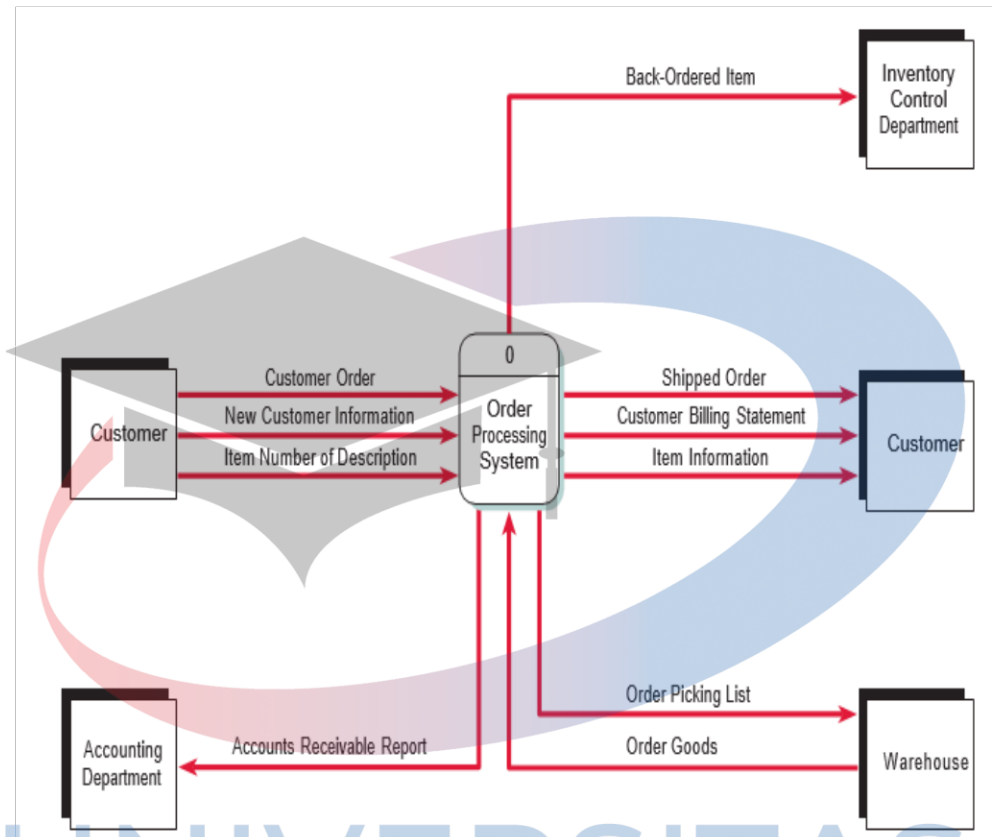 Back-Ordered Item
Inventory
Control
Department
0
Order
Processing
System
Customer
Customer Order
New Customer Information
Item Number of Description
Shipped Order
Customer Billing Statement
Item Information
Customer
Accounting
Department
Accounts Receivable Report
Order Picking List
Order Goods
Warehouse